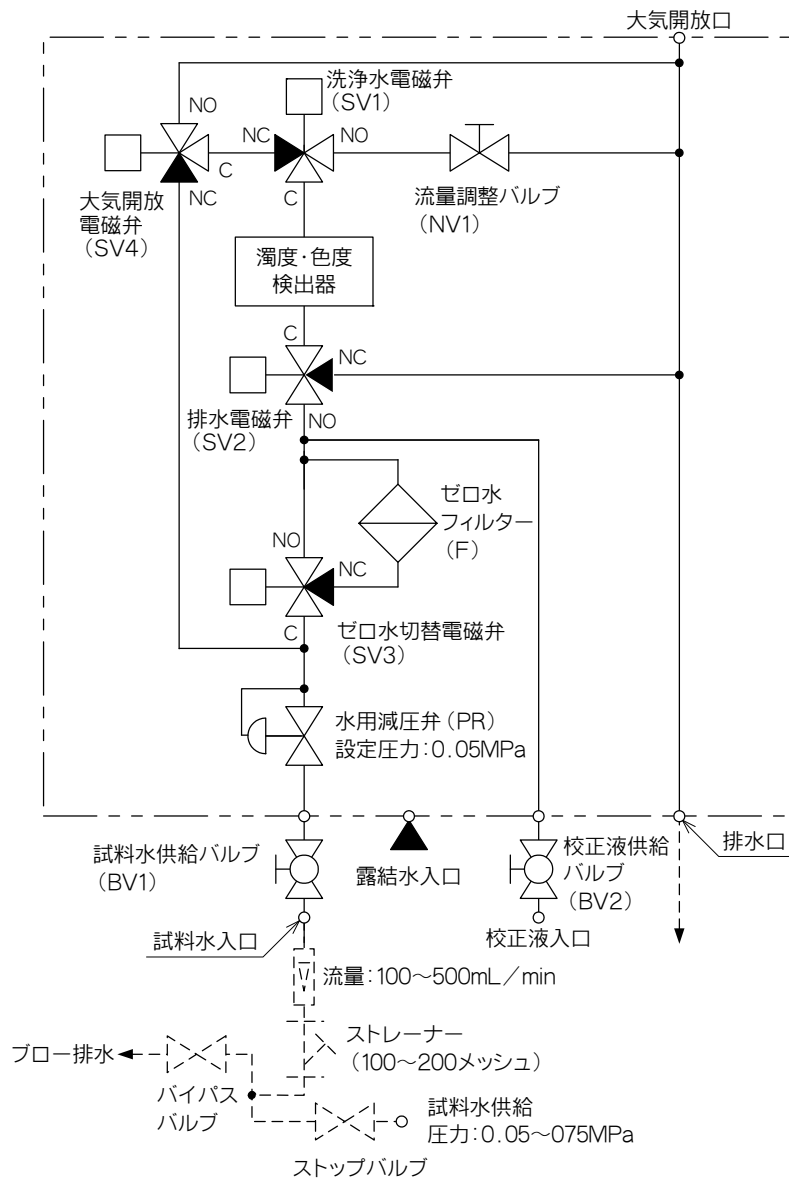 大気開放口
洗浄水電磁弁
(SV1)
NO
NC
NO
C
NC
C
大気開放
電磁弁
(SV4)
流量調整バルブ
(NV1)
濁度・色度
検出器
C
NC
排水電磁弁
(SV2)
NO
ゼロ水
フィルター
(F)
NO
NC
C
ゼロ水切替電磁弁
(SV3)
水用減圧弁(PR)
設定圧力:0.05MPa
試料水供給バルブ
(BV1)
露結水入口
校正液供給
バルブ
(BV2)
排水口
試料水入口
校正液入口
流量:100~500mL/min
ストレーナー
(100~200メッシュ)
ブロー排水
バイパス
バルブ
試料水供給
圧力:0.05~075MPa
ストップバルブ